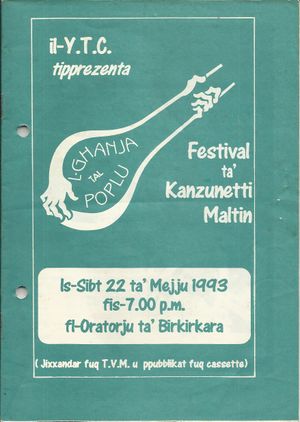 il-Y.T.C.
tipprezenta
L-GHANJA
TAL
POPLU
Festival
ta'
Kanzunetti
Maltin
Is-Sibt 22 ta' Mejju 1993
fis-7.00 p.m.
fl-Oratorju ta' Birkirkara
( Jixxandar fuq T.V.M. u ppubblikat fuq cassette)